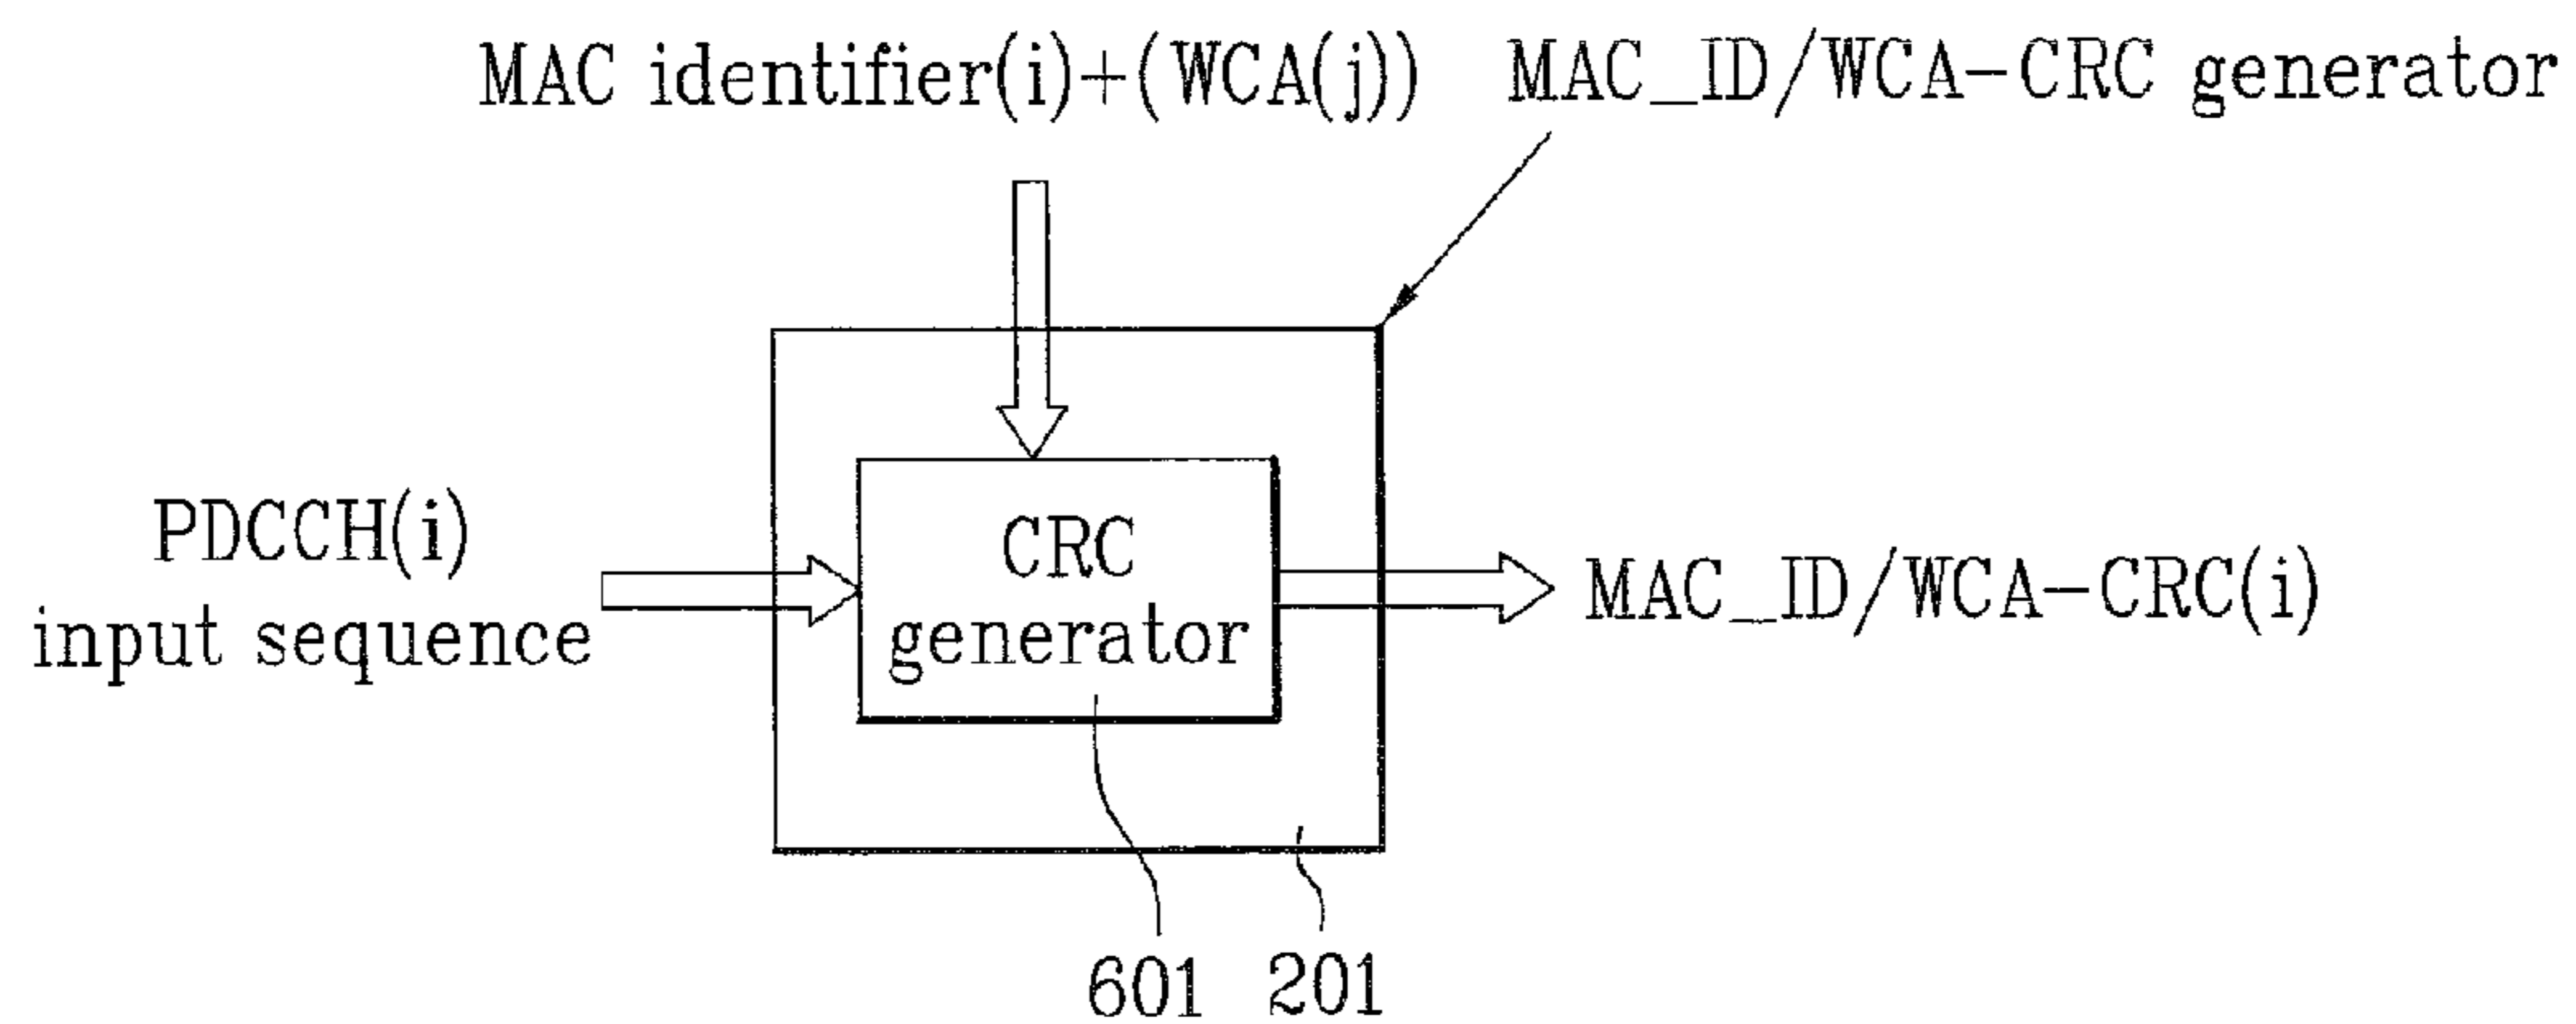 MAC identifier(i)+(WCA(j))
MAC_ID/WCA-CRC generator
PDCCH(i)
input sequence
CRC
generator
MAC_ID/WCA-CRC(i)
601
201